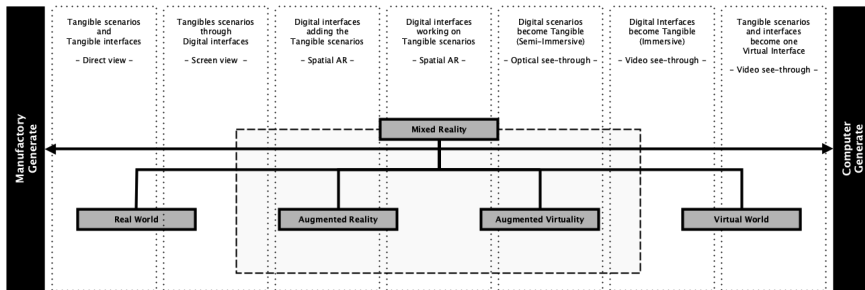 Tangible scenarios
and
Tangible interfaces
– Direct view –
Tangibles scenarios
through
Digital interfaces
– Screen view –
Digital interfaces
adding the
Tangible scenarios
– Spatial AR –
Digital interfaces
working on
Tangible scenarios
– Spatial AR –
Digital scenarios
become Tangible
(Semi-Immersive)
– Optical see-through –
Digital Interfaces
become Tangible
(Immersive)
– Video see-through –
Tangible scenarios
and interfaces
become one
Virtual Interface
– Video see-through –
Manufactory
Generate
Mixed Reality
Computer
Generate
Real World
Augmented Reality
Augmented Virtuality
Virtual World